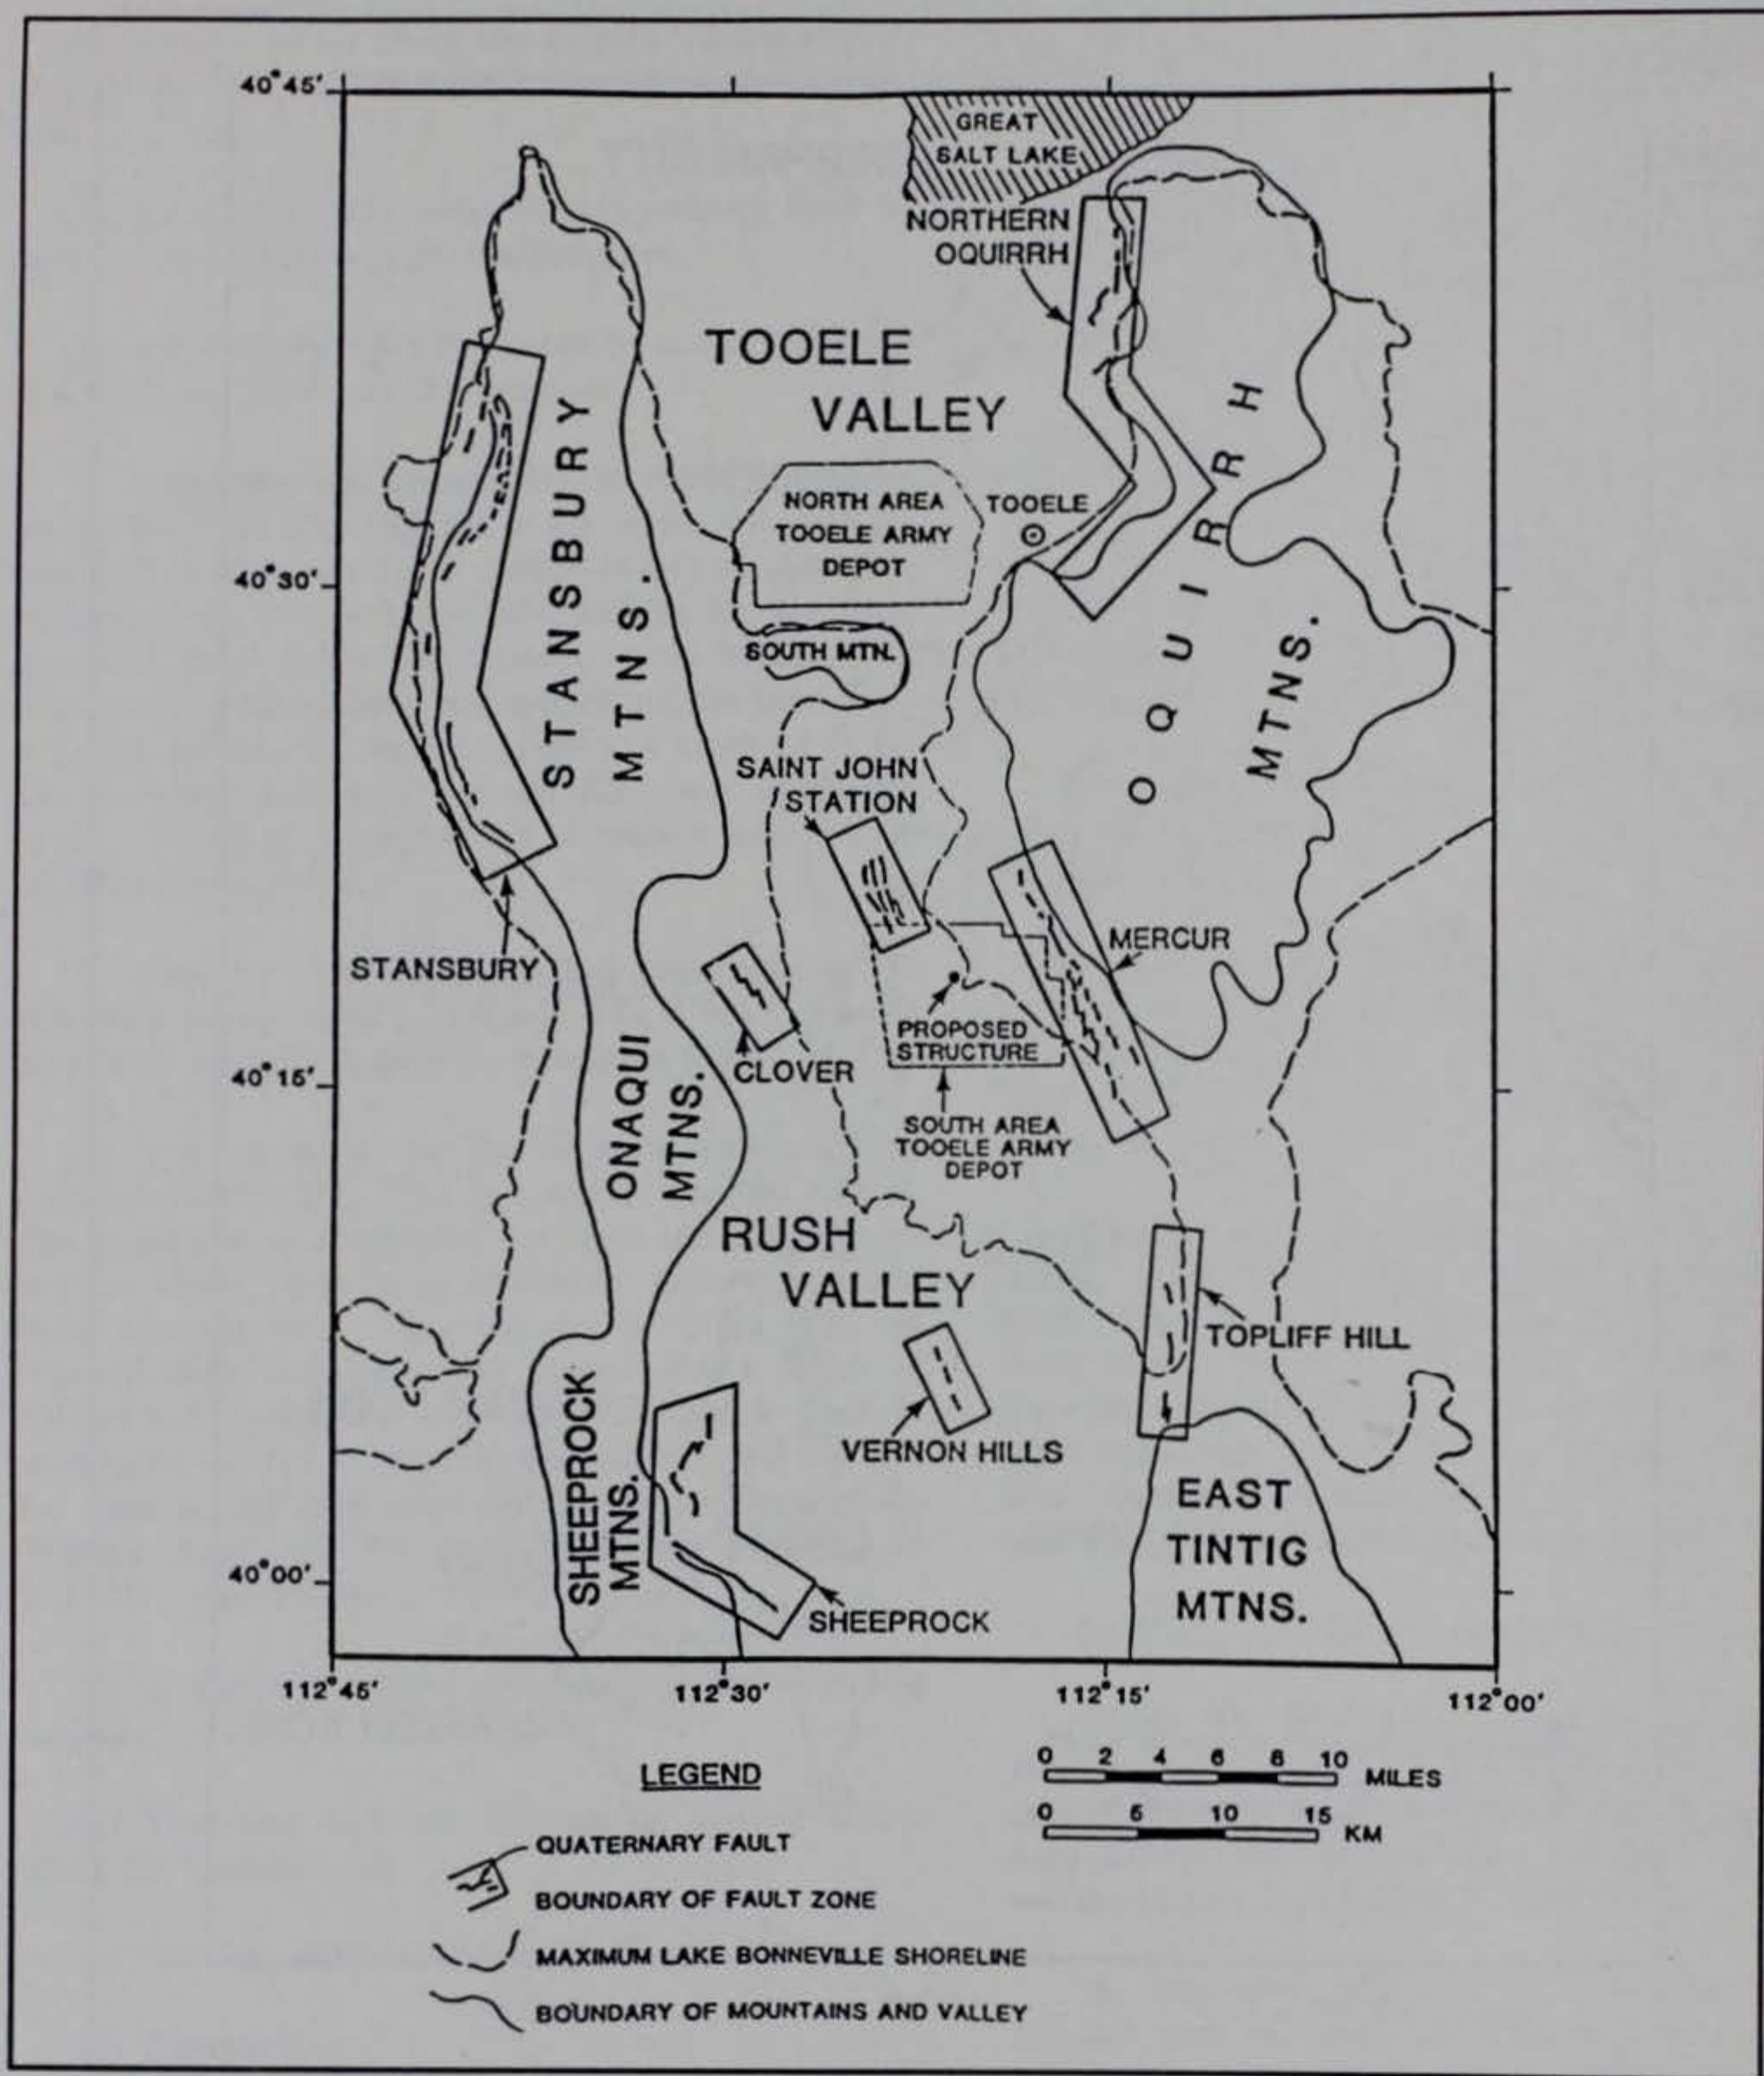 40°45'
GREAT
SALT LAKE
NORTHERN
OQUIRRH
TOOELE
VALLEY
STANSBURY
MTNS.
NORTH AREA
TOOELE ARMY
DEPOT
TOOELE
OQUIRRH
MTNS.
40°30'
SOUTH MTN.
SAINT JOHN
STATION
STANSBURY
MERCUR
PROPOSED
STRUCTURE
CLOVER
40°15'
ONAQUI
MTNS.
SOUTH AREA
TOOELE ARMY
DEPOT
RUSH
VALLEY
TOPLIFF HILL
VERNON HILLS
SHEEPROCK
MTNS.
EAST
TINTIG
MTNS.
40°00'
SHEEPROCK
112°45' 112°30' 112°15' 112°00'
LEGEND
QUATERNARY FAULT
BOUNDARY OF FAULT ZONE
MAXIMUM LAKE BONNEVILLE SHORELINE
BOUNDARY OF MOUNTAINS AND VALLEY
0 2 4 6 8 10 MILES
0 5 10 15 KM